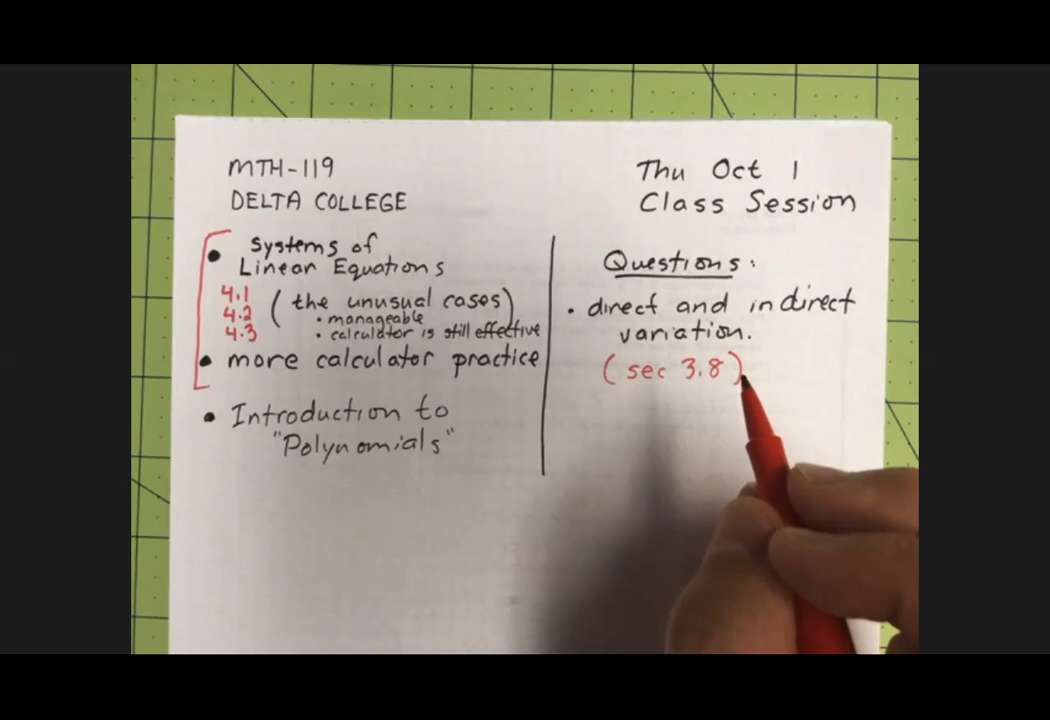 MTH-119
DELTA COLLEGE
Thu Oct 1
Class Session
• Systems of
Linear Equations
4.1
4.2
4.3
(the unusual cases)
• manageable
• calculator is still effective
• more calculator practice
• Introduction to
"Polynomials"
Questions:
• direct and indirect
variation.
(sec 3.8)